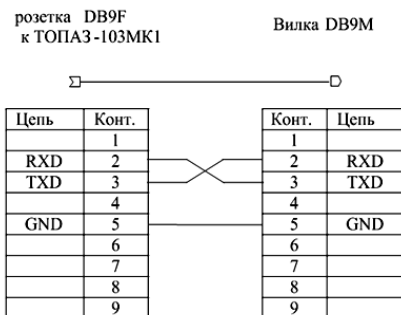 розетка DB9F
к ТОПАЗ-103МК1
Вилка DB9M
Цепь Конт. Конт. Цепь
1 1
RXD 2 2 RXD
TXD 3 3 TXD
4 4
GND 5 5 GND
6 6
7 7
8 8
9 9